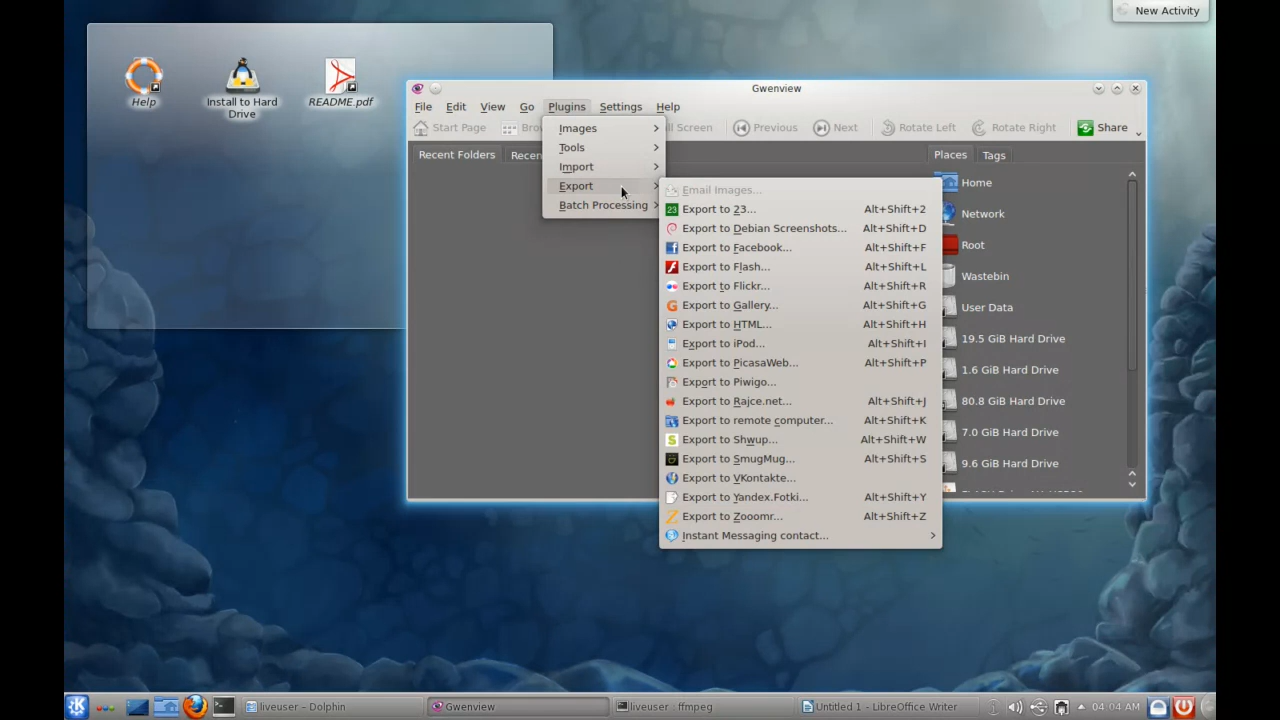 New Activity
Help
Install to Hard Drive
README.pdf
Gwenview
File Edit View Go Plugins Settings Help
Start Page Previous Next Rotate Left Rotate Right Share
Screen
Recent Folders
Places Tags
Images
Tools
Import
Export
Batch Processing
Email Images...
Export to 23... Alt+Shift+2
Export to Debian Screenshots... Alt+Shift+D
Export to Facebook... Alt+Shift+F
Export to Flash... Alt+Shift+L
Export to Flickr... Alt+Shift+R
Export to Gallery... Alt+Shift+G
Export to HTML... Alt+Shift+H
Export to iPod... Alt+Shift+I
Export to PicasaWeb... Alt+Shift+P
Export to Piwigo...
Export to Rajce.net... Alt+Shift+J
Export to remote computer... Alt+Shift+K
Export to Shwup... Alt+Shift+W
Export to SmugMug... Alt+Shift+S
Export to VKontakte...
Export to Yandex.Fotki... Alt+Shift+Y
Export to Zooomr... Alt+Shift+Z
Instant Messaging contact...
Home
Network
Root
Wastebin
User Data
19.5 GiB Hard Drive
1.6 GiB Hard Drive
80.8 GiB Hard Drive
7.0 GiB Hard Drive
9.6 GiB Hard Drive
liveuser – Dolphin
Gwenview
liveuser : ffmpeg
Untitled 1 - LibreOffice Writer
04:04 AM